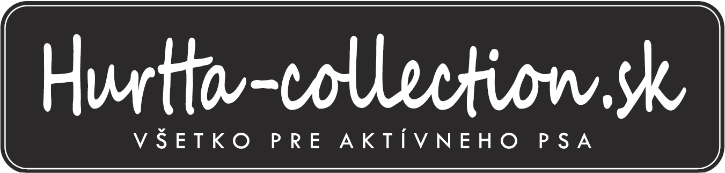 Hurtta-collection.sk
VŠETKO PRE AKTÍVNEHO PSA